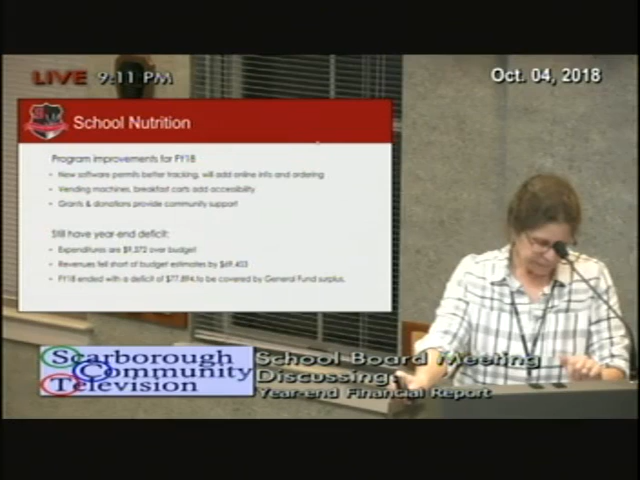 LIVE 9:11 PM
Oct. 04, 2018
School Nutrition
Program improvements for FY18
New software permits better tracking, will add online info and ordering
Vending machines, breakfast carts add accessibility
Grants & donations provide community support
Still have year-end deficit:
Expenditures are $9,372 over budget
Revenues fell short of budget estimates by $69,453
FY18 ended with a deficit of $77,894 to be covered by General Fund surplus.
Scarborough
Community
Television
School Board Meeting
Discussing
Year-end Financial Report